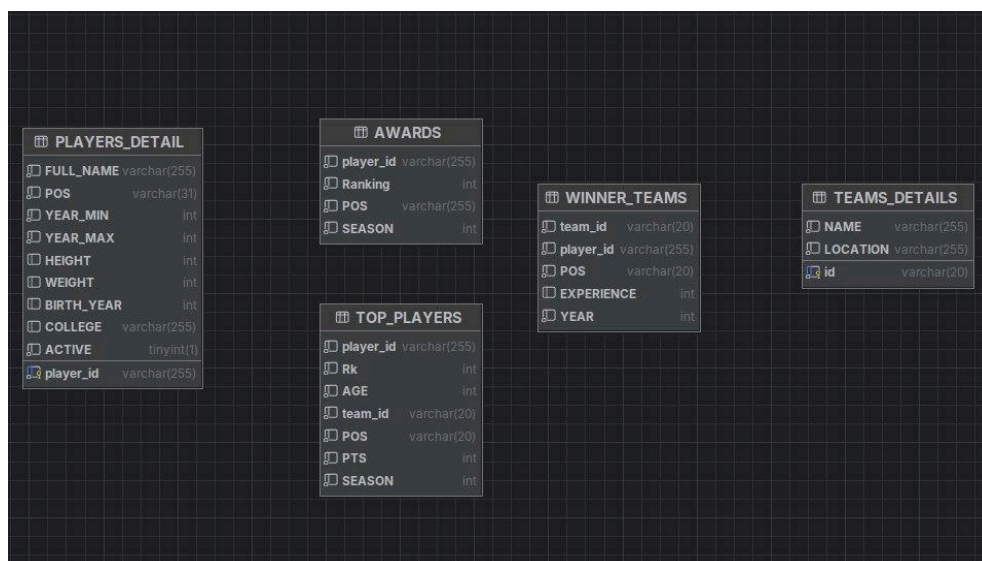 PLAYERS_DETAIL
FULL_NAME varchar(255)
POS varchar(31)
YEAR_MIN int
YEAR_MAX int
HEIGHT int
WEIGHT int
BIRTH_YEAR int
COLLEGE varchar(255)
ACTIVE tinyint(1)
player_id varchar(255)
AWARDS
player_id varchar(255)
Ranking int
POS varchar(255)
SEASON int
TOP_PLAYERS
player_id varchar(255)
Rk int
AGE int
team_id varchar(20)
POS varchar(20)
PTS int
SEASON int
WINNER_TEAMS
team_id varchar(20)
player_id varchar(255)
POS varchar(20)
EXPERIENCE int
YEAR int
TEAMS_DETAILS
NAME varchar(255)
LOCATION varchar(255)
id varchar(20)